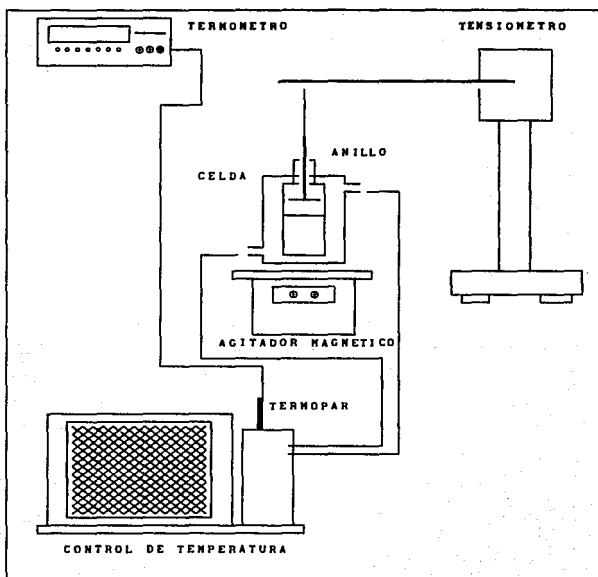 TERMOMETRO
TENSIOMETRO
ANILLO
CELDA
AGITADOR MAGNETICO
TERMOPAR
CONTROL DE TEMPERATURA